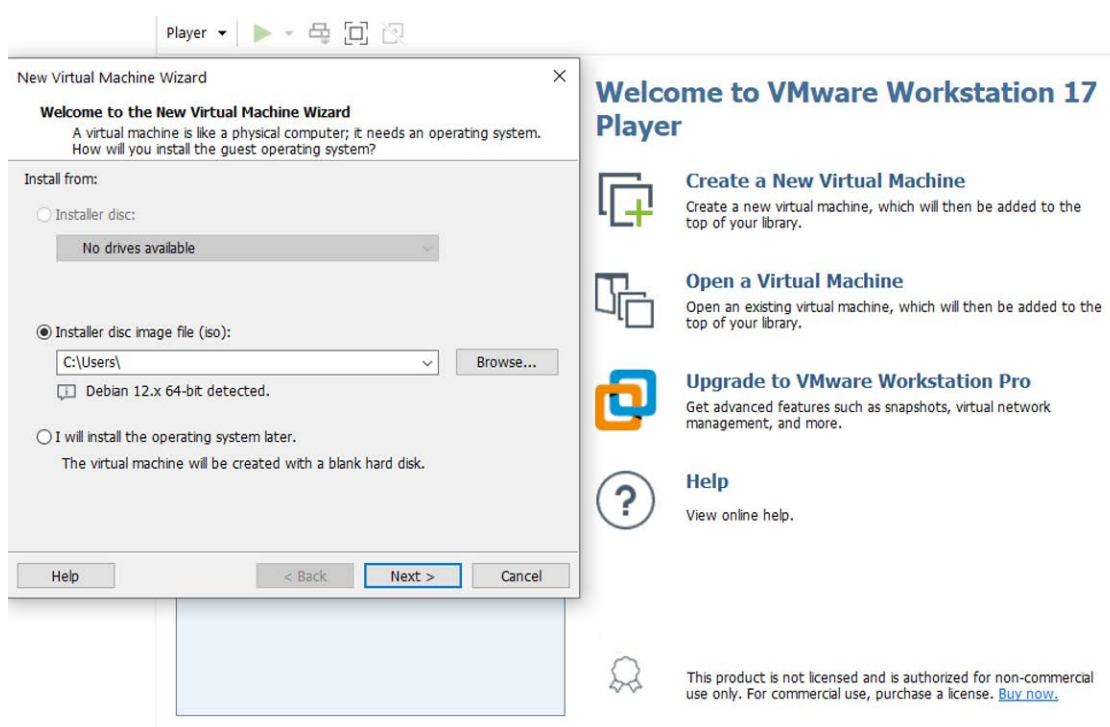 Player
New Virtual Machine Wizard
Welcome to the New Virtual Machine Wizard
A virtual machine is like a physical computer; it needs an operating system.
How will you install the guest operating system?
Install from:
Installer disc:
No drives available
Installer disc image file (iso):
C:\Users\
Browse...
Debian 12.x 64-bit detected.
I will install the operating system later.
The virtual machine will be created with a blank hard disk.
Help
< Back
Next >
Cancel
Welcome to VMware Workstation 17
Player
Create a New Virtual Machine
Create a new virtual machine, which will then be added to the
top of your library.
Open a Virtual Machine
Open an existing virtual machine, which will then be added to the
top of your library.
Upgrade to VMware Workstation Pro
Get advanced features such as snapshots, virtual network
management, and more.
?
Help
View online help.
This product is not licensed and is authorized for non-commercial
use only. For commercial use, purchase a license. Buy now.